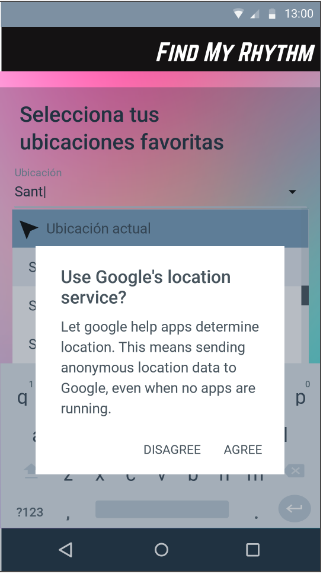 13:00
FIND MY RHYTHM
Selecciona tus
ubicaciones favoritas
Ubicación
Sant
Ubicación actual
S
S
S
Use Google's location
service?
Let google help apps determine
location. This means sending
anonymous location data to
Google, even when no apps are
running.
DISAGREE AGREE
1 0
q p
a l
z x c v b n m
?123 , .